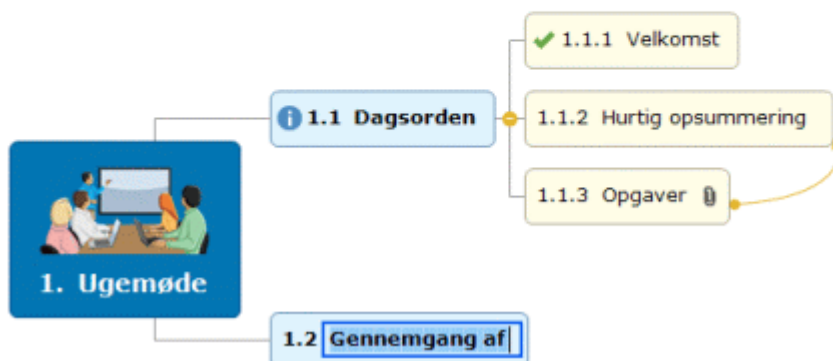 1. Ugemøde
1.1 Dagsorden
1.1.1 Velkomst
1.1.2 Hurtig opsummering
1.1.3 Opgaver
1.2 Gennemgang af